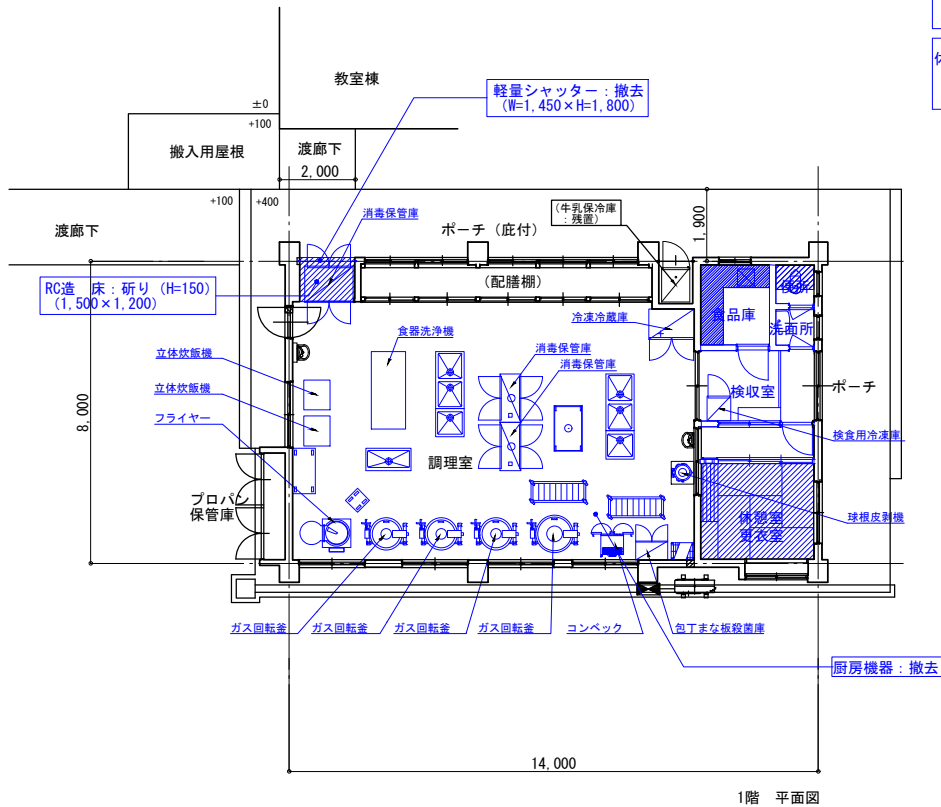 教室棟
軽量シャッター：撤去
(W=1,450×H=1,800)
±0
+100
搬入用屋根
渡廊下
2,000
+100
+400
消毒保管庫
ポーチ（庇付）
(牛乳保冷庫
：残置)
1,900
渡廊下
(配膳棚)
RC造　床：斫り (H=150)
(1,500×1,200)
食品庫
便所
洗面所
冷凍冷蔵庫
食器洗浄機
消毒保管庫
消毒保管庫
立体炊飯機
立体炊飯機
フライヤー
検収室
ポーチ
8,000
検食用冷凍庫
調理室
プロパン
保管庫
休憩室
更衣室
球根皮剥機
ガス回転釜
ガス回転釜
ガス回転釜
ガス回転釜
コンベック
包丁まな板殺菌庫
厨房機器：撤去
14,000
1階　平面図